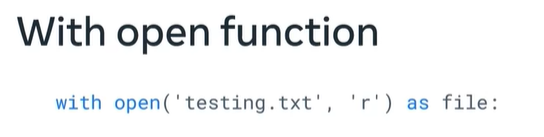 With open function
with open('testing.txt', 'r') as file: